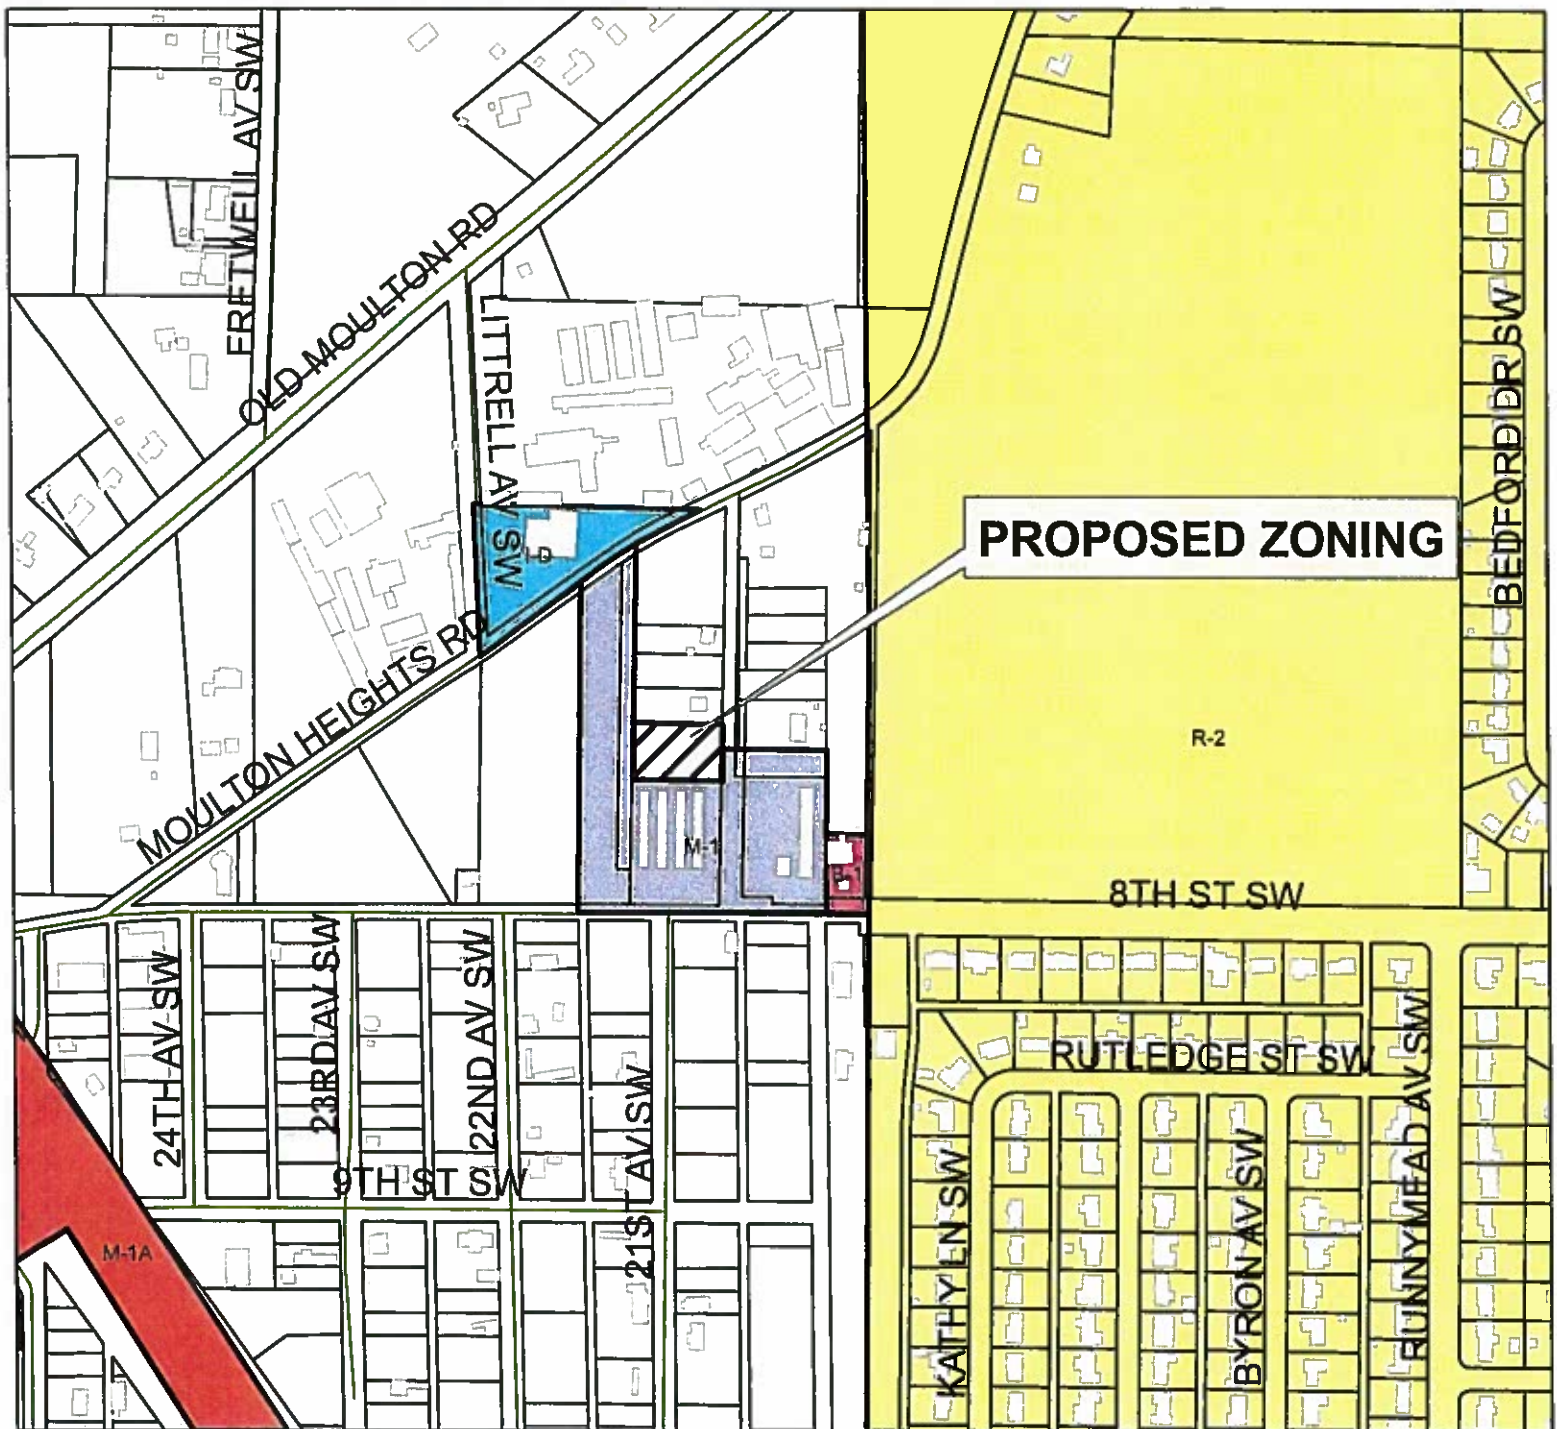 FRETWELL AV SW
OLD MOULTON RD
LITTRELL AV SW
BEDFORD DR SW
PROPOSED ZONING
MOULTON HEIGHTS RD
R-2
M-1
B-1
8TH ST SW
24TH AV SW
23RD AV SW
22ND AV SW
21ST AV SW
RUTLEDGE ST SW
RUNNYMEAD AV SW
9TH ST SW
KATHY LN SW
BYRON AV SW
M-1A